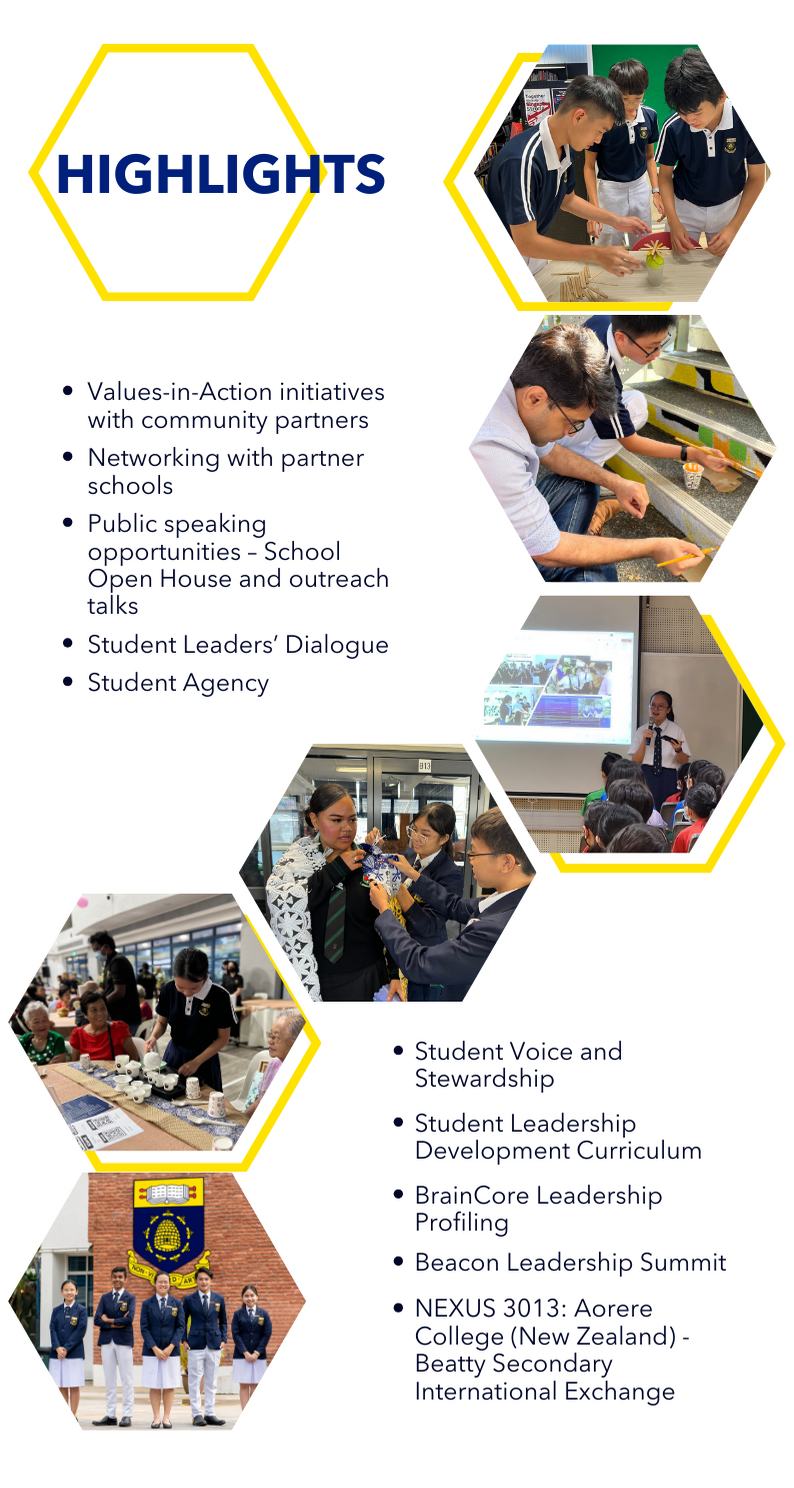 HIGHLIGHTS
• Values-in-Action initiatives
with community partners
• Networking with partner
schools
• Public speaking
opportunities – School
Open House and outreach
talks
• Student Leaders’ Dialogue
• Student Agency
B13
• Student Voice and
Stewardship
• Student Leadership
Development Curriculum
• BrainCore Leadership
Profiling
• Beacon Leadership Summit
• NEXUS 3013: Aorere
College (New Zealand) -
Beatty Secondary
International Exchange